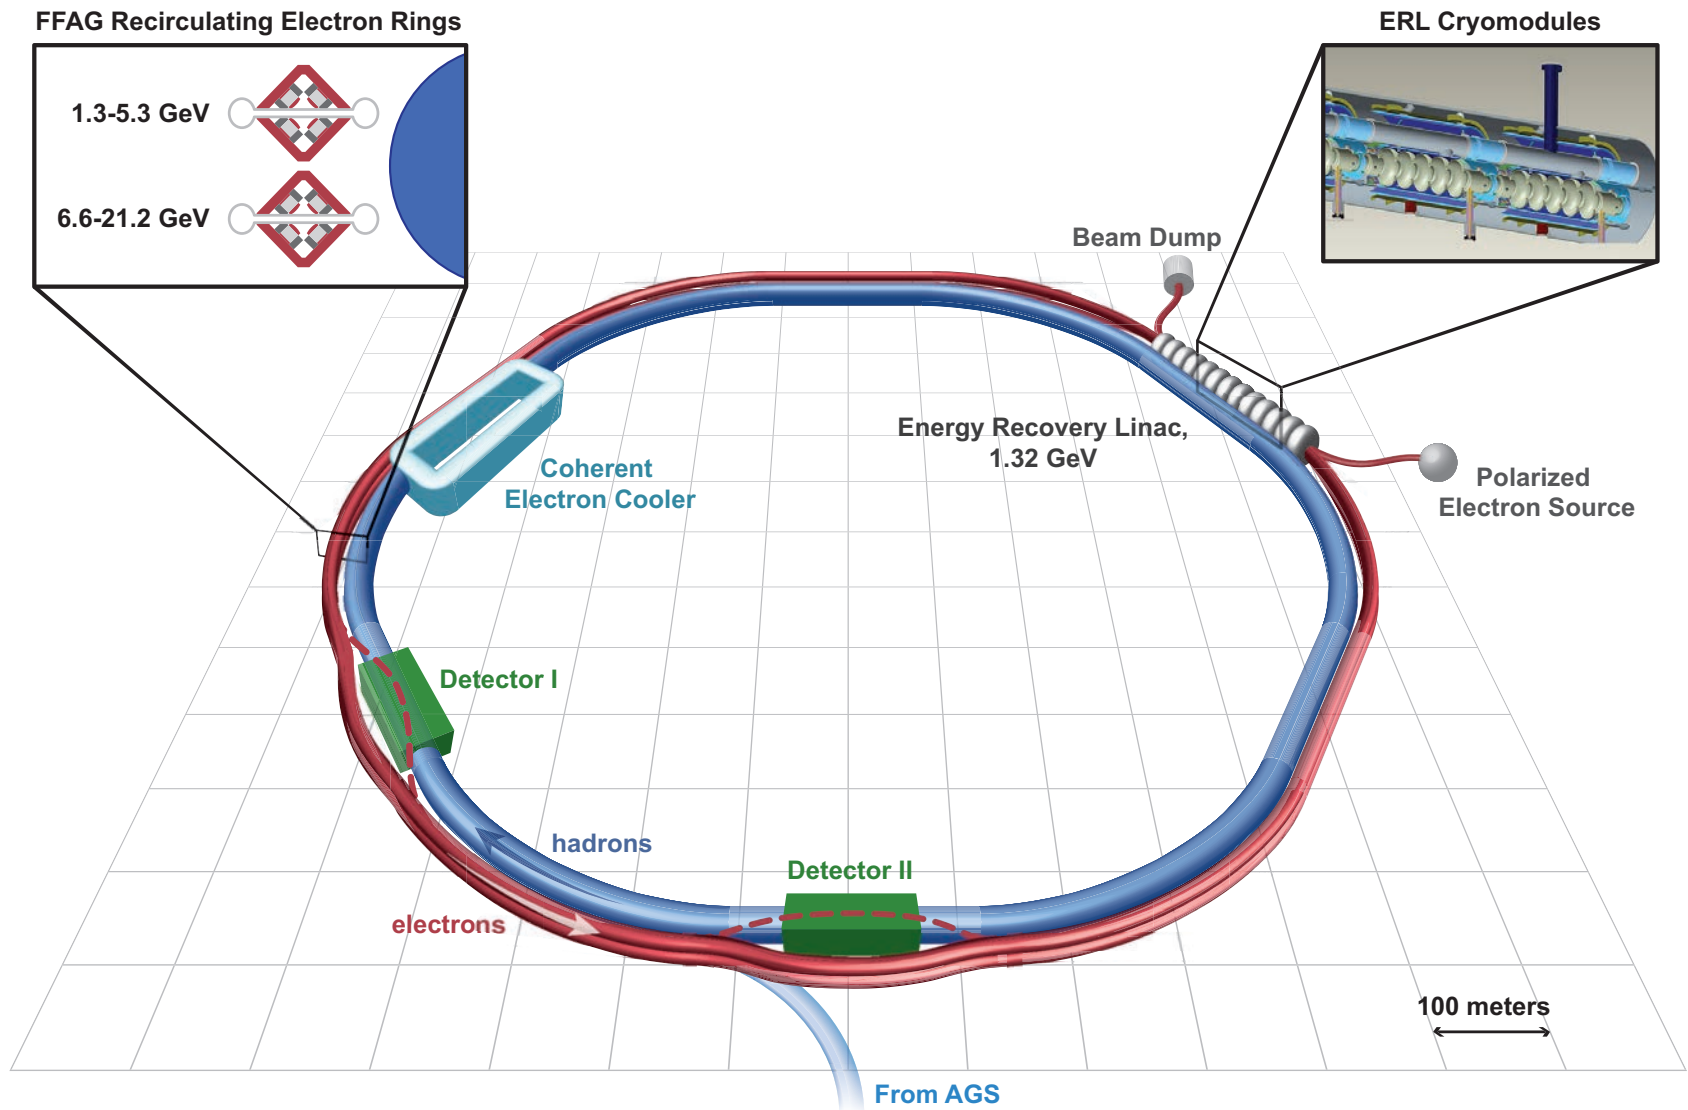 FFAG Recirculating Electron Rings
1.3-5.3 GeV
6.6-21.2 GeV
ERL Cryomodules
Beam Dump
Energy Recovery Linac,
1.32 GeV
Polarized
Electron Source
Coherent
Electron Cooler
Detector I
hadrons
Detector II
electrons
100 meters
From AGS